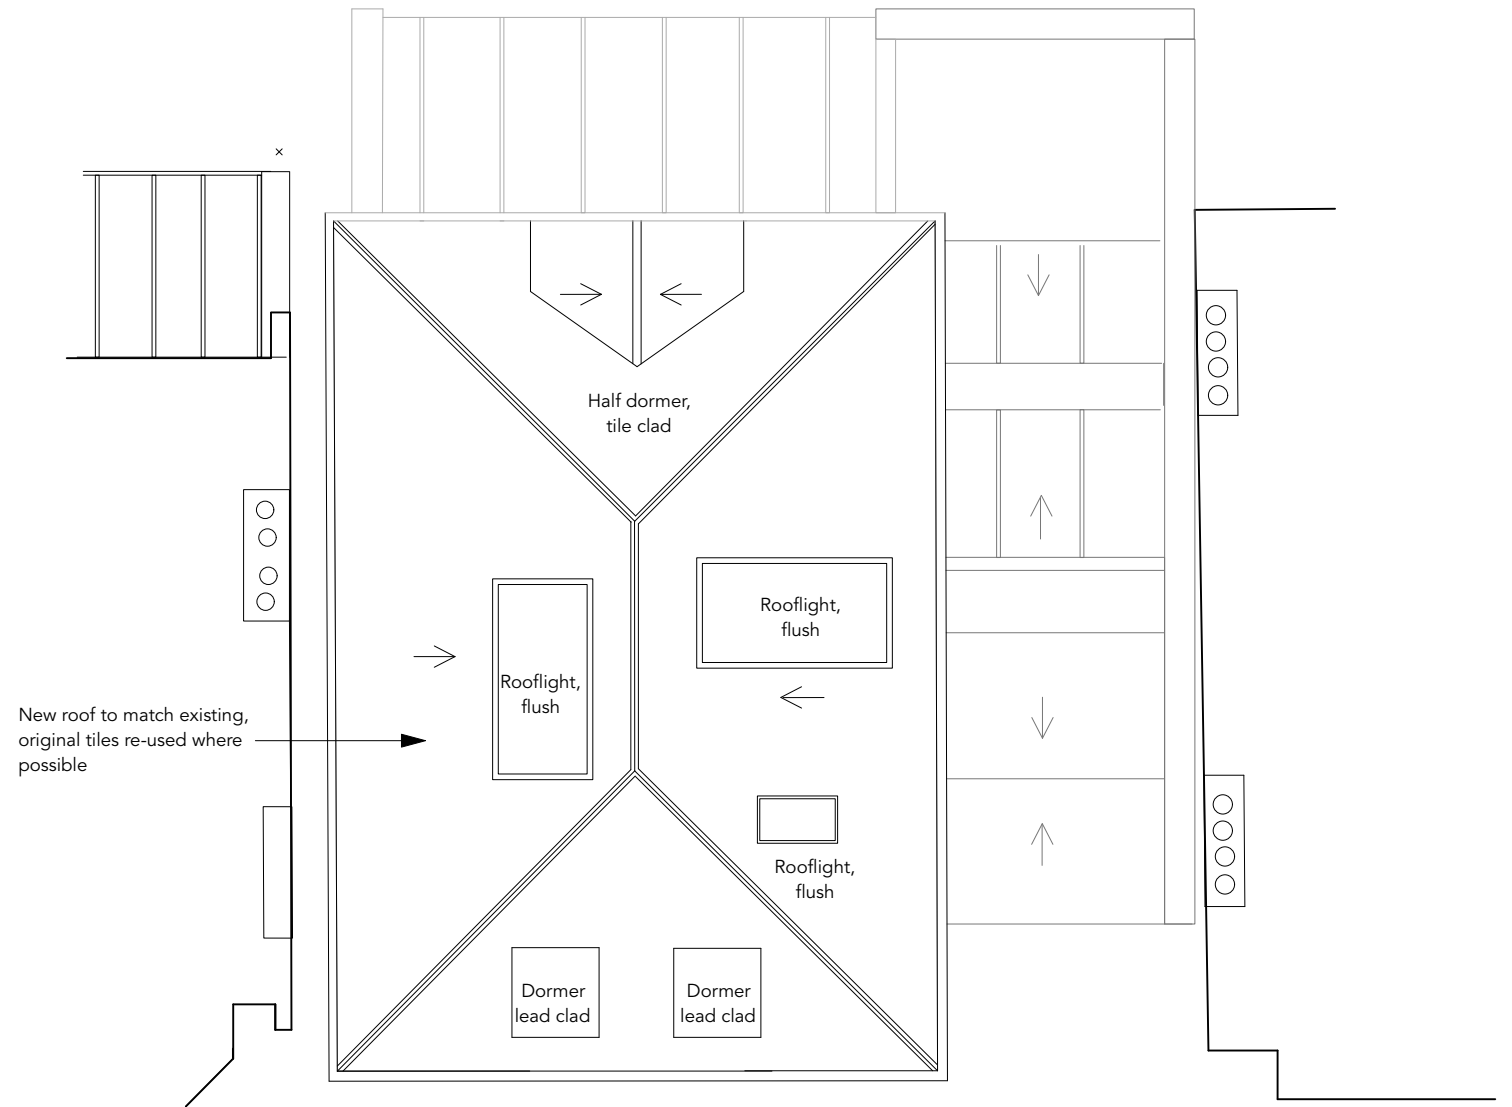 Half dormer,
tile clad
Rooflight,
flush
Rooflight,
flush
New roof to match existing,
original tiles re-used where
possible
Rooflight,
flush
Dormer
lead clad
Dormer
lead clad